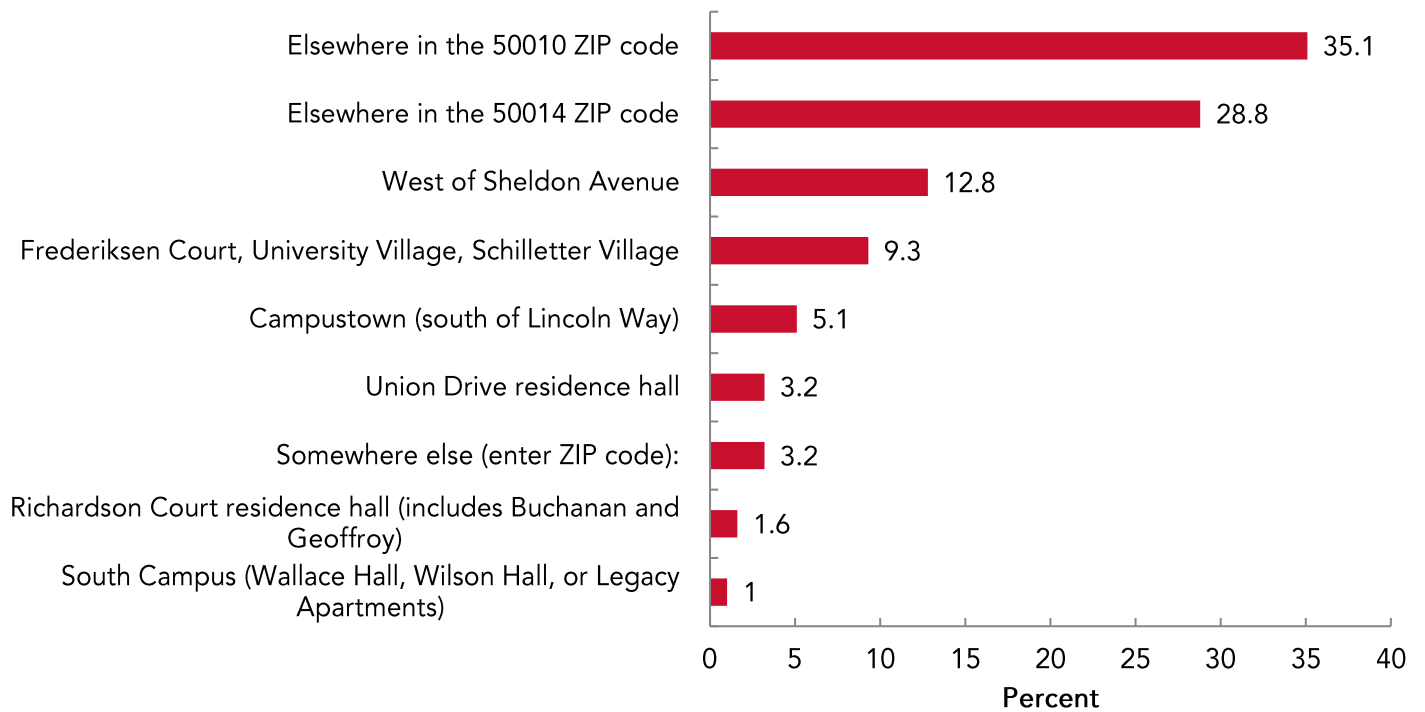 Elsewhere in the 50010 ZIP code
35.1
Elsewhere in the 50014 ZIP code
28.8
West of Sheldon Avenue
12.8
Frederiksen Court, University Village, Schilletter Village
9.3
Campustown (south of Lincoln Way)
5.1
Union Drive residence hall
3.2
Somewhere else (enter ZIP code):
3.2
Richardson Court residence hall (includes Buchanan and
Geoffroy)
1.6
South Campus (Wallace Hall, Wilson Hall, or Legacy
Apartments)
1
0 5 10 15 20 25 30 35 40
Percent